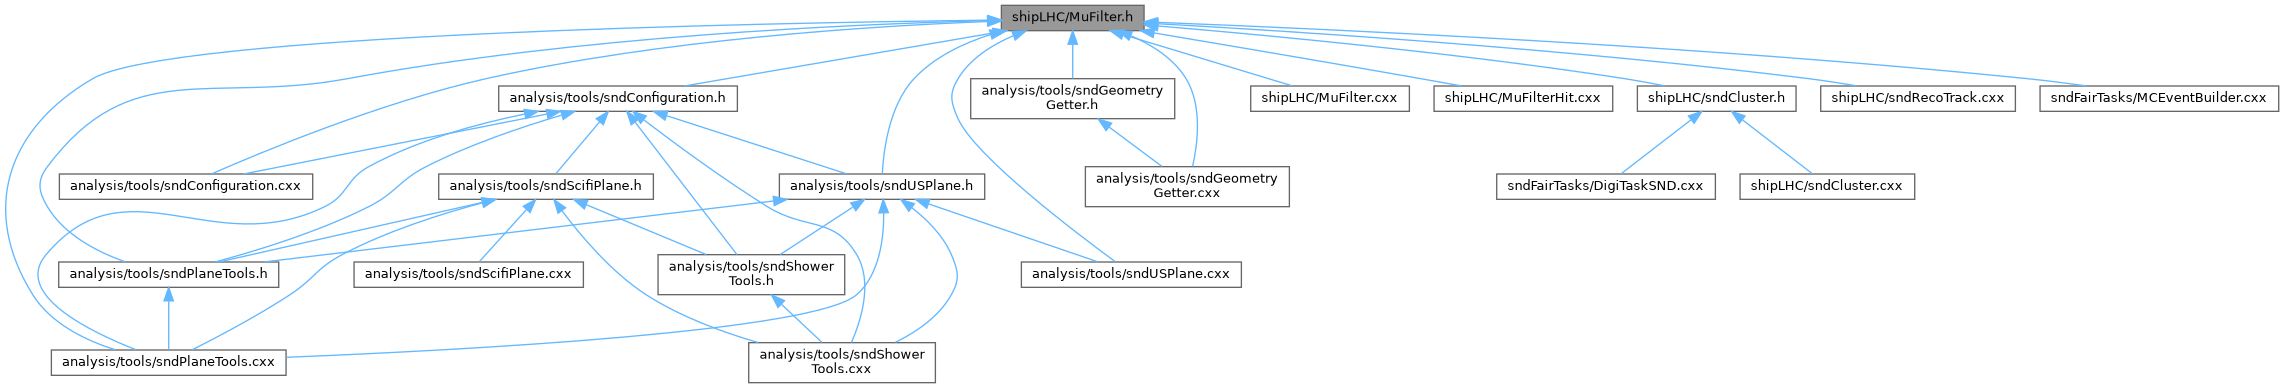 shipLHC/MuFilter.h
analysis/tools/sndConfiguration.h
analysis/tools/sndGeometry
Getter.h
shipLHC/MuFilter.cxx
shipLHC/MuFilterHit.cxx
shipLHC/sndCluster.h
shipLHC/sndRecoTrack.cxx
sndFairTasks/MCEventBuilder.cxx
analysis/tools/sndConfiguration.cxx
analysis/tools/sndScifiPlane.h
analysis/tools/sndUSPlane.h
analysis/tools/sndGeometry
Getter.cxx
sndFairTasks/DigiTaskSND.cxx
shipLHC/sndCluster.cxx
analysis/tools/sndPlaneTools.h
analysis/tools/sndScifiPlane.cxx
analysis/tools/sndShower
Tools.h
analysis/tools/sndUSPlane.cxx
analysis/tools/sndPlaneTools.cxx
analysis/tools/sndShower
Tools.cxx